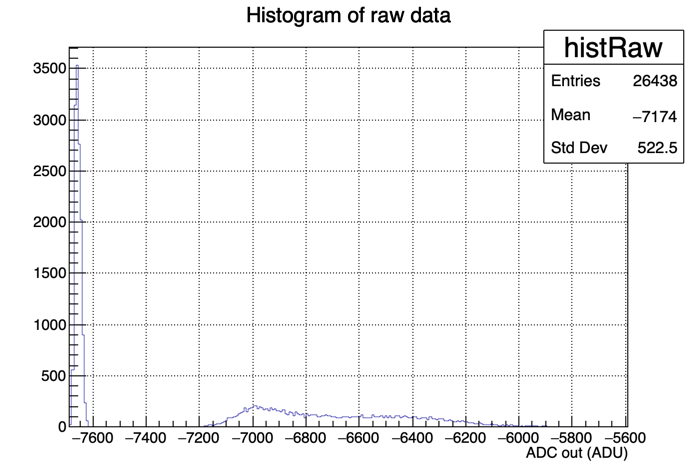 Histogram of raw data
histRaw
Entries 26438
Mean −7174
Std Dev 522.5
3500
3000
2500
2000
1500
1000
500
0
−7600 −7400 −7200 −7000 −6800 −6600 −6400 −6200 −6000 −5800 −5600
ADC out (ADU)